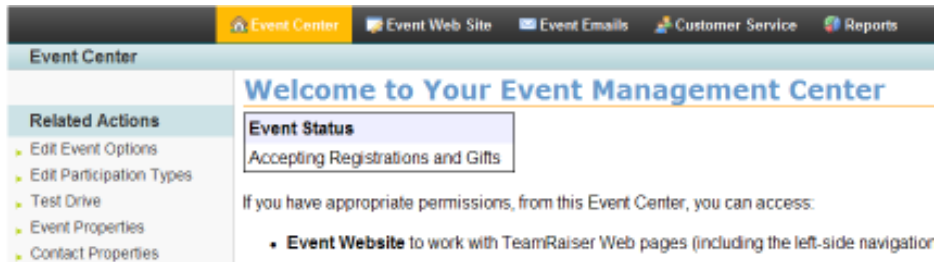 Event Center Event Web Site Event Emails Customer Service Reports
Event Center
Welcome to Your Event Management Center
Related Actions
Edit Event Options
Edit Participation Types
Test Drive
Event Properties
Contact Properties
Event Status
Accepting Registrations and Gifts
If you have appropriate permissions, from this Event Center, you can access:
• Event Website to work with TeamRaiser Web pages (including the left-side navigation